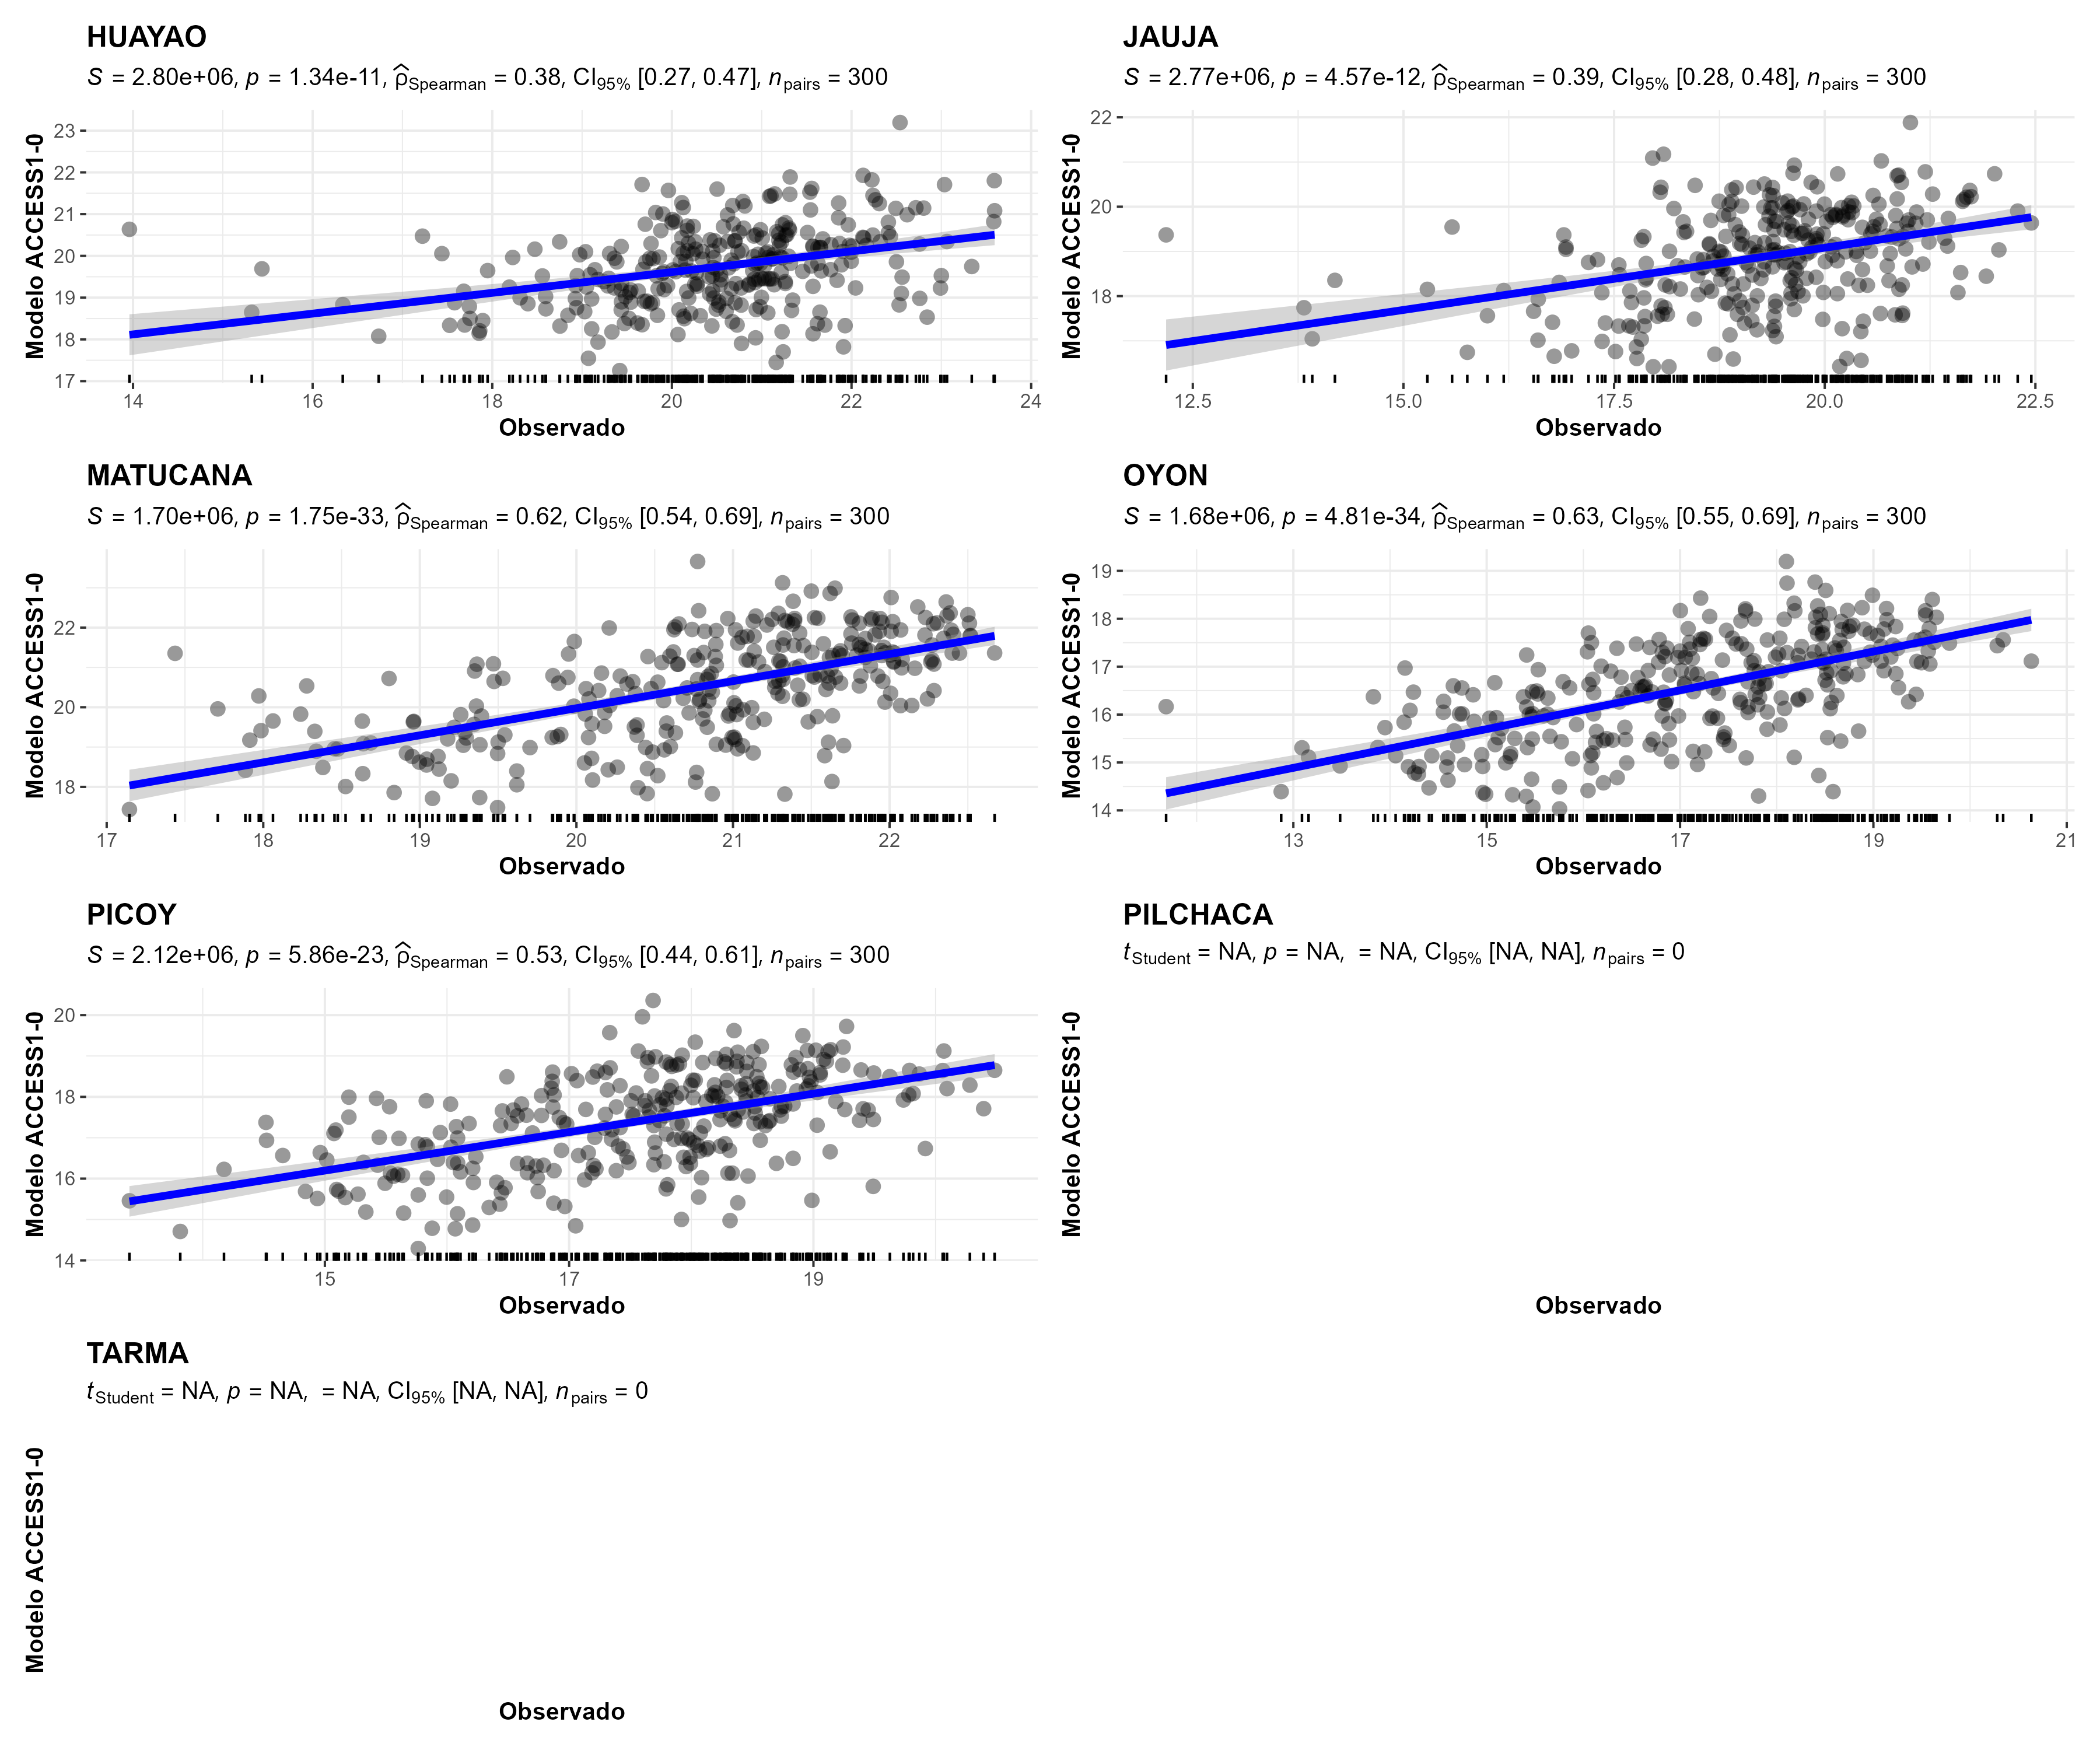 HUAYAO
S = 2.80e+06, p = 1.34e-11, ρ̂Spearman = 0.38, CI95% [0.27, 0.47], npairs = 300
Modelo ACCESS1-0
23
22
21
20
19
18
17
14 16 18 20 22 24
Observado
JAUJA
S = 2.77e+06, p = 4.57e-12, ρ̂Spearman = 0.39, CI95% [0.28, 0.48], npairs = 300
Modelo ACCESS1-0
22
20
18
12.5 15.0 17.5 20.0 22.5
Observado
MATUCANA
S = 1.70e+06, p = 1.75e-33, ρ̂Spearman = 0.62, CI95% [0.54, 0.69], npairs = 300
Modelo ACCESS1-0
22
20
18
17 18 19 20 21 22
Observado
OYON
S = 1.68e+06, p = 4.81e-34, ρ̂Spearman = 0.63, CI95% [0.55, 0.69], npairs = 300
Modelo ACCESS1-0
19
18
17
16
15
14
13 15 17 19 21
Observado
PICOY
S = 2.12e+06, p = 5.86e-23, ρ̂Spearman = 0.53, CI95% [0.44, 0.61], npairs = 300
Modelo ACCESS1-0
20
18
16
14
15 17 19
Observado
PILCHACA
tStudent = NA, p = NA, = NA, CI95% [NA, NA], npairs = 0
Modelo ACCESS1-0
Observado
TARMA
tStudent = NA, p = NA, = NA, CI95% [NA, NA], npairs = 0
Modelo ACCESS1-0
Observado